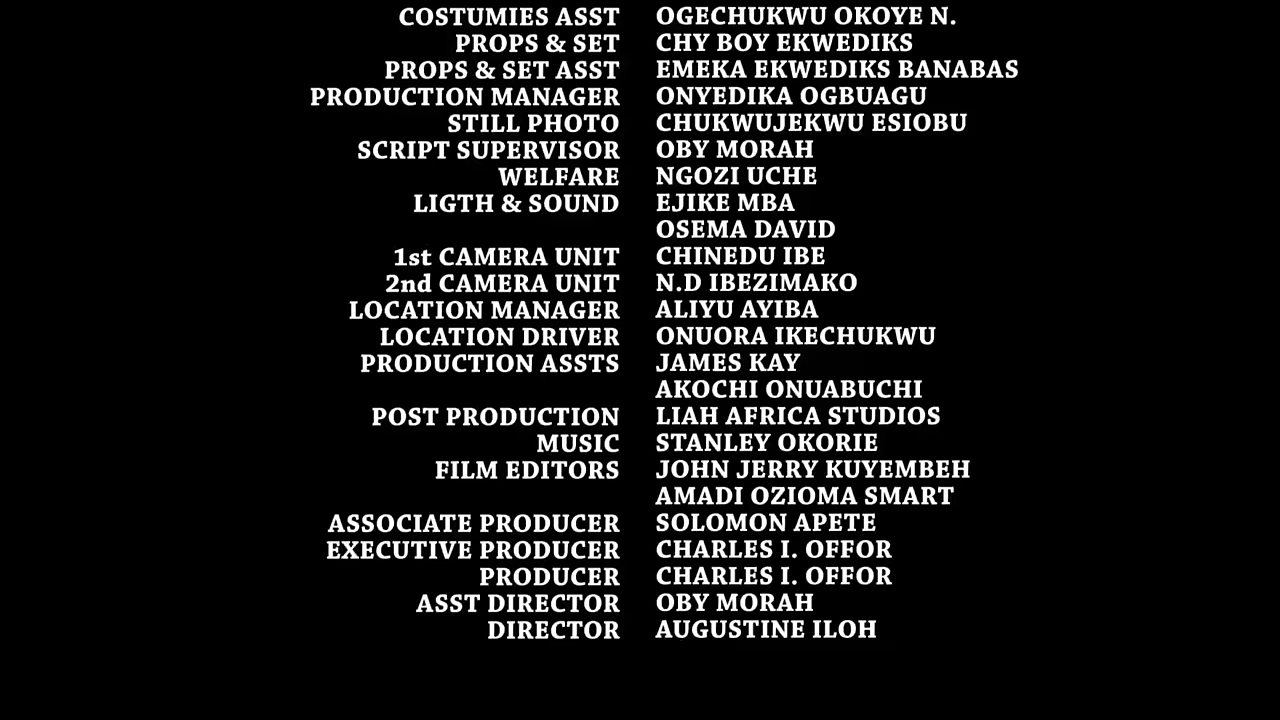 COSTUMIES ASST OGECHUKWU OKOYE N.
PROPS & SET CHY BOY EKWEDIKS
PROPS & SET ASST EMEKA EKWEDIKS BANABAS
PRODUCTION MANAGER ONYEDIKA OGBUAGU
STILL PHOTO CHUKWUJEKWU ESIOBU
SCRIPT SUPERVISOR OBY MORAH
WELFARE NGOZI UCHE
LIGTH & SOUND EJIKE MBA
OSEMA DAVID
1st CAMERA UNIT CHINEDU IBE
2nd CAMERA UNIT N.D IBEZIMAKO
LOCATION MANAGER ALIYU AYIBA
LOCATION DRIVER ONUORA IKECHUKWU
PRODUCTION ASSTS JAMES KAY
AKOCHI ONUABUCHI
POST PRODUCTION LIAH AFRICA STUDIOS
MUSIC STANLEY OKORIE
FILM EDITORS JOHN JERRY KUYEMBEH
AMADI OZIOMA SMART
ASSOCIATE PRODUCER SOLOMON APETE
EXECUTIVE PRODUCER CHARLES I. OFFOR
PRODUCER CHARLES I. OFFOR
ASST DIRECTOR OBY MORAH
DIRECTOR AUGUSTINE ILOH